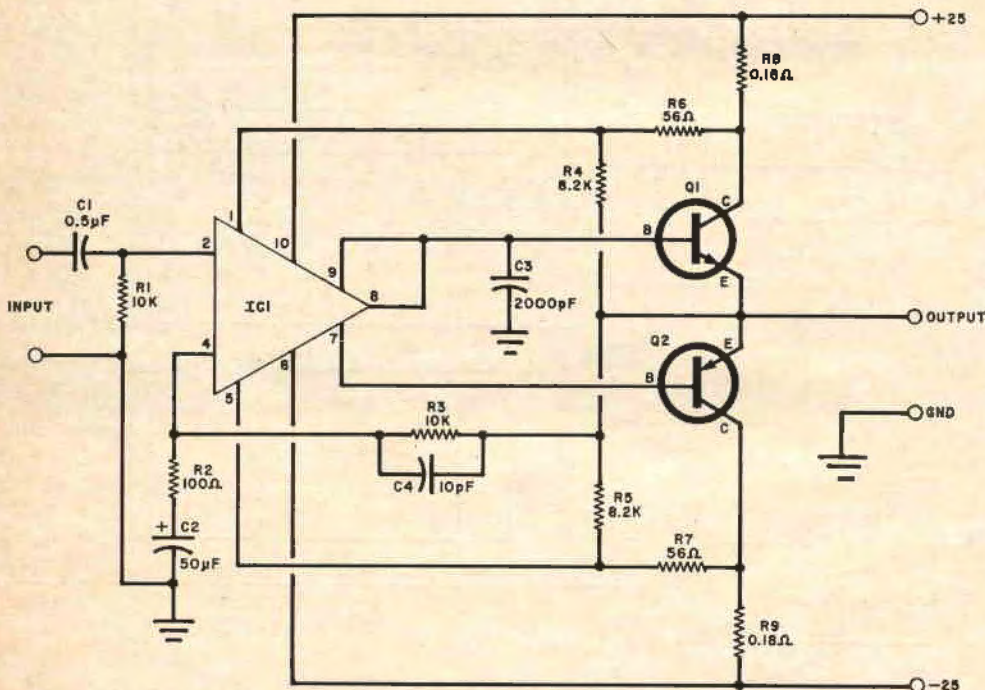 +25
R8
0.18Ω
R6
56Ω
R4
8.2K
Q1
C
B
E
C1
0.5µF
1
2
10
9
8
C3
2000pF
INPUT
R1
10K
IC1
7
OUTPUT
Q2
E
B
C
4
5
6
R3
10K
GND
C4
10pF
R2
100Ω
R5
8.2K
+
C2
50µF
R7
56Ω
R9
0.18Ω
-25